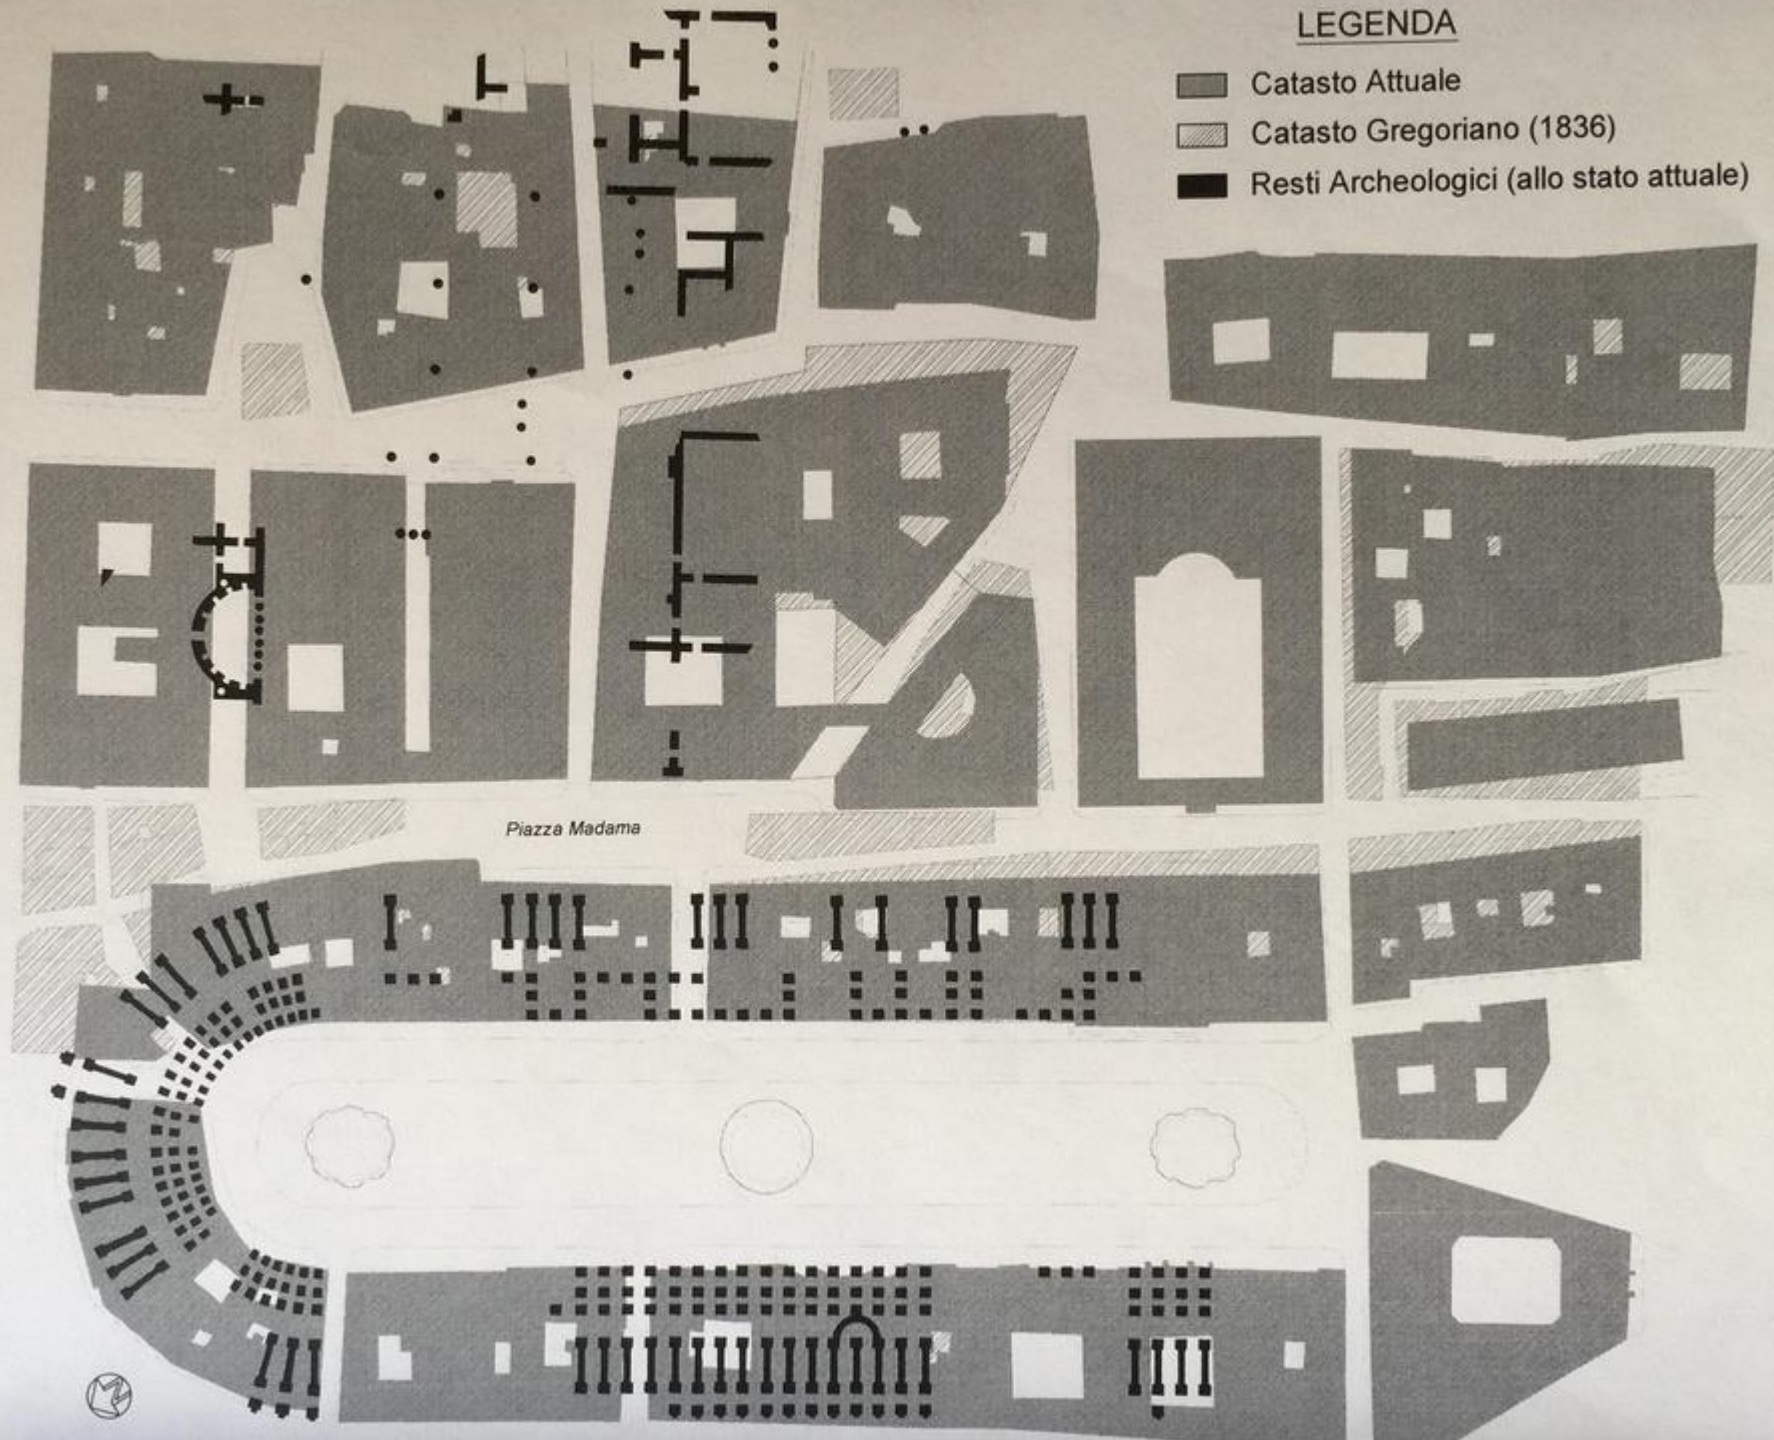 LEGENDA
Catasto Attuale
Catasto Gregoriano (1836)
Resti Archeologici (allo stato attuale)
Piazza Madama